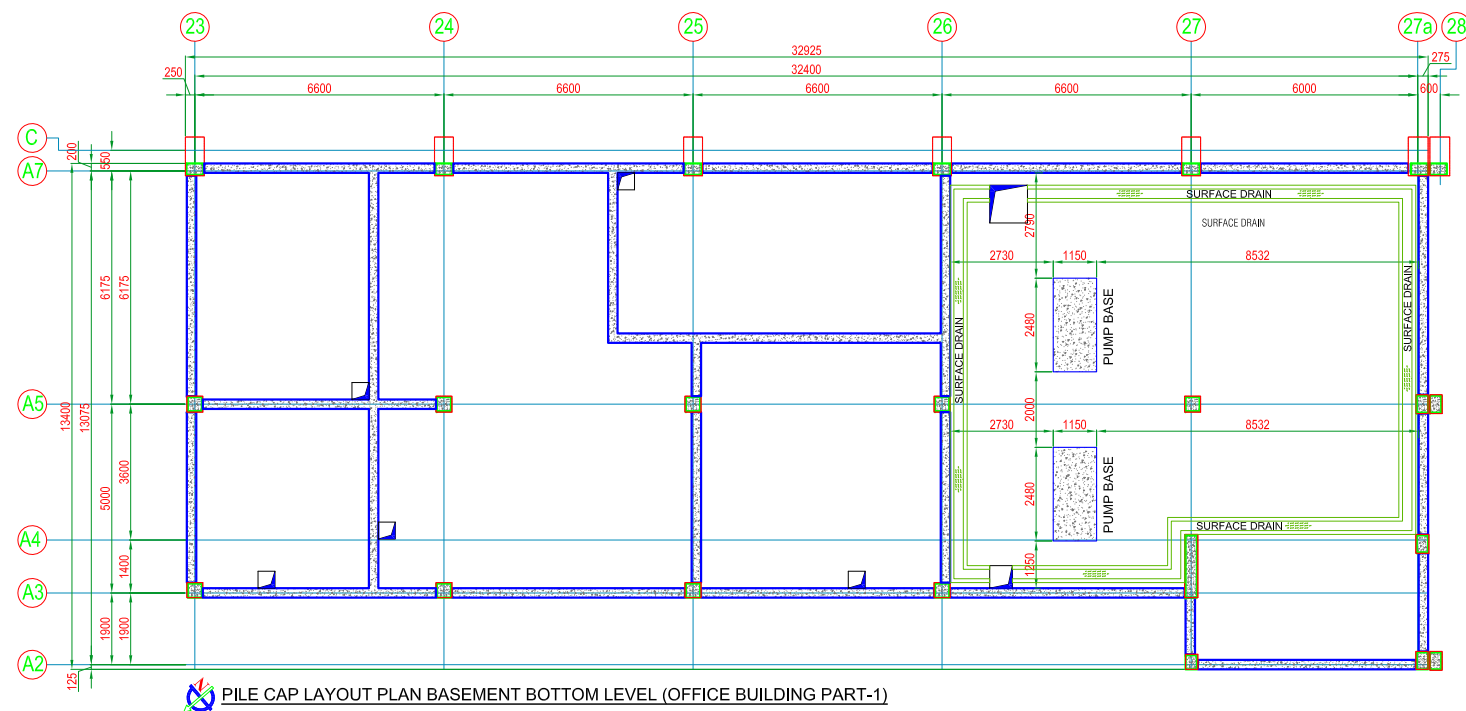 23 24 25 26 27 27a 28
32925
250 32400 275
6600 6600 6600 6600 6000 600
C
200
550
A7
SURFACE DRAIN
SURFACE DRAIN
2790
2730 1150 8532
6175 6175
2480
PUMP BASE
SURFACE DRAIN
SURFACE DRAIN
A5
13400 13075
2000
2730 1150 8532
5000 3600
2480
PUMP BASE
SURFACE DRAIN
A4
1400
1250
A3
1900 1900
A2
125
N
PILE CAP LAYOUT PLAN BASEMENT BOTTOM LEVEL (OFFICE BUILDING PART-1)